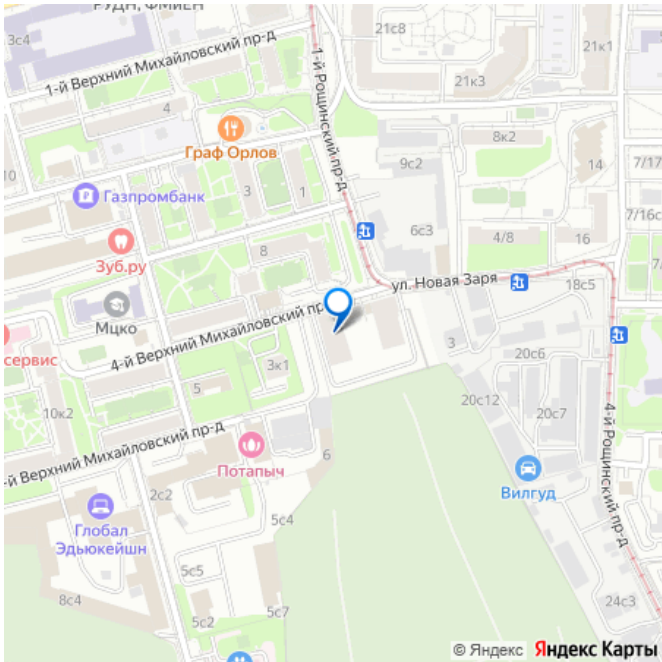 РУДН, ФМиЕН
3с4
21с8
21к1
1-й Верхний Михайловский пр-д
21к3
4
1-й Рощинский пр-д
8к2
Граф Орлов
9с2
14
7/17
10
Газпромбанк
3
1
7/16с
6с3
4/8
16
Зуб.ру
8
ул. Новая Заря
18с5
Мцко
4-й Верхний Михайловский пр-д
сервис
3
20с6
3к1
5
10к2
20с12
20с7
4-й Рощинский пр-д
-й Верхний Михайловский пр-д
Потапыч
6
Вилгуд
2с2
Глобал
Эдьюкейшн
5с4
5с5
8с4
24с3
5с7
5с2
© Яндекс Яндекс Карты